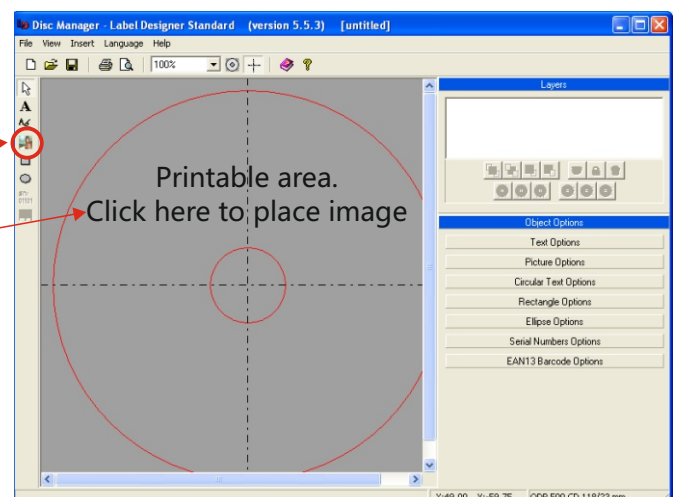 Disc Manager - Label Designer Standard (version 5.5.3) [untitled]
File View Insert Language Help
100%
A
Layers
Printable area.
Click here to place image
Object Options
Text Options
Picture Options
Circular Text Options
Rectangle Options
Ellipse Options
Serial Numbers Options
EAN13 Barcode Options